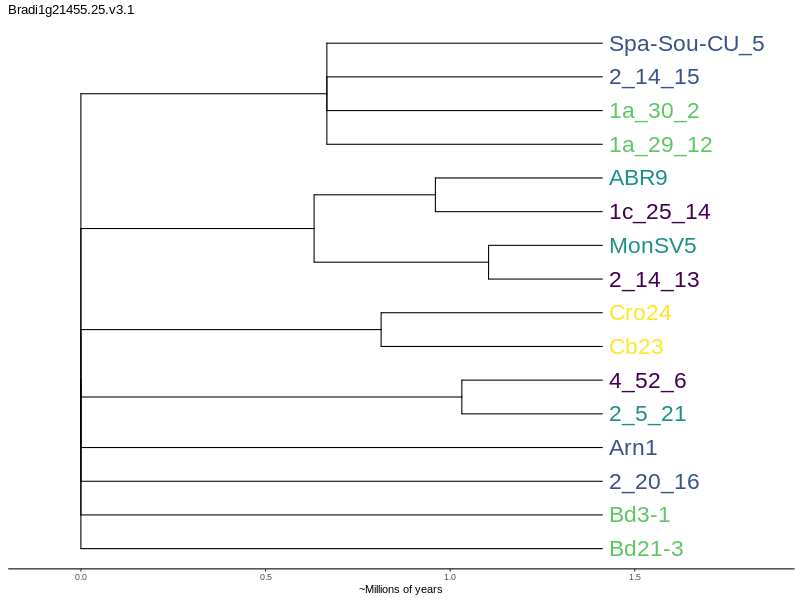 Bradi1g21455.25.v3.1
Spa-Sou-CU_5
2_14_15
1a_30_2
1a_29_12
ABR9
1c_25_14
MonSV5
2_14_13
Cro24
Cb23
4_52_6
2_5_21
Arn1
2_20_16
Bd3-1
Bd21-3
0.0 0.5 1.0 1.5
~Millions of years